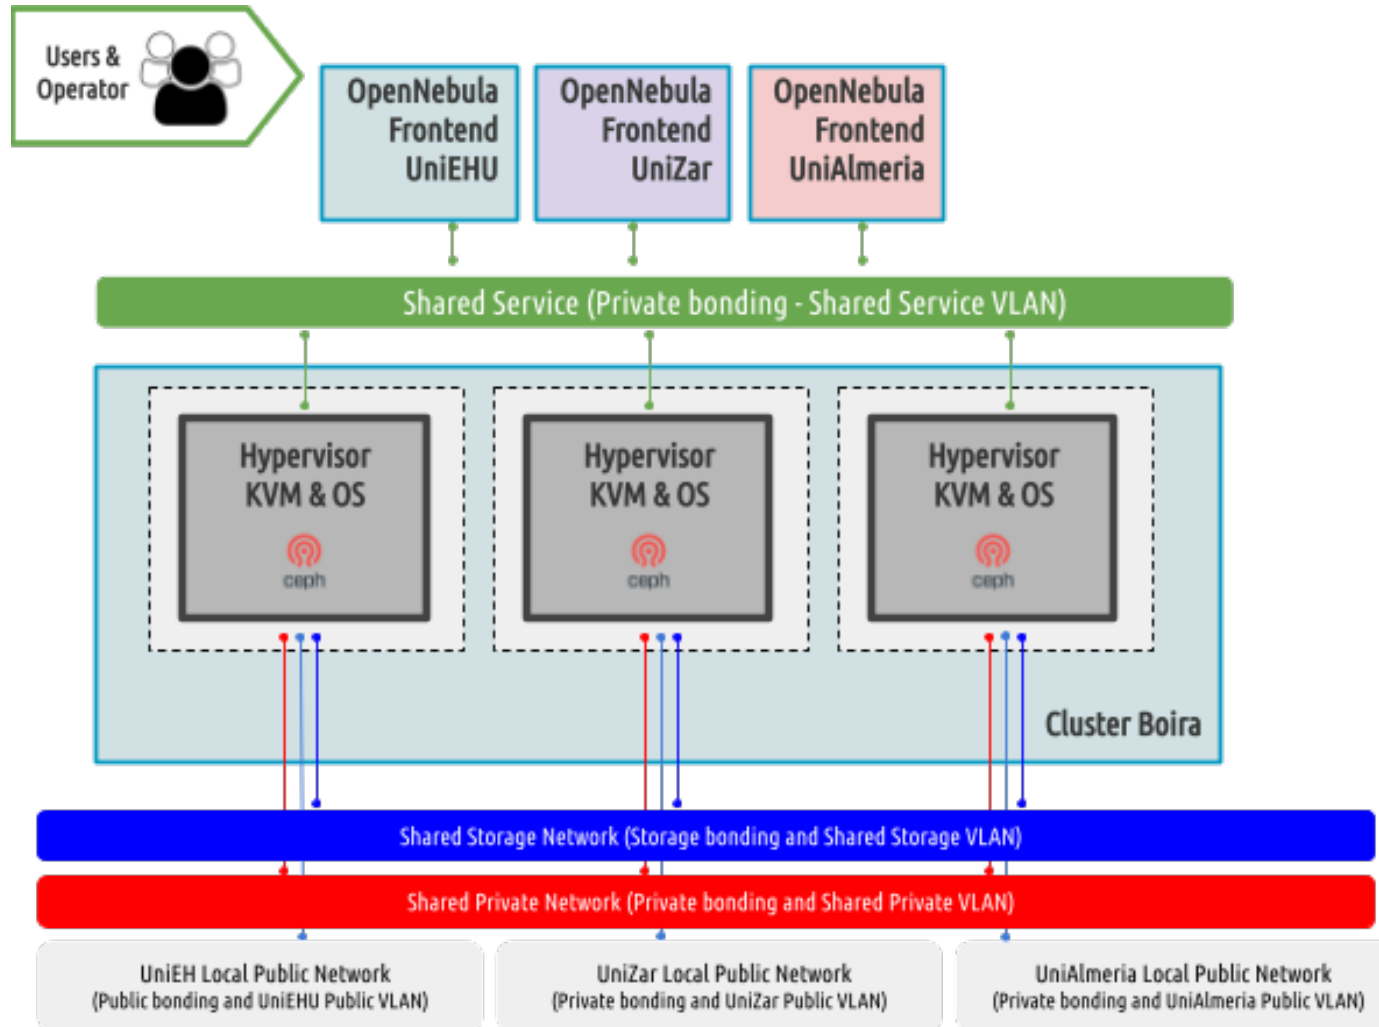 Users &
Operator
OpenNebula
Frontend
UniEHU
OpenNebula
Frontend
UniZar
OpenNebula
Frontend
UniAlmeria
Shared Service (Private bonding - Shared Service VLAN)
Hypervisor
KVM & OS
ceph
Hypervisor
KVM & OS
ceph
Hypervisor
KVM & OS
ceph
Cluster Boira
Shared Storage Network (Storage bonding and Shared Storage VLAN)
Shared Private Network (Private bonding and Shared Private VLAN)
UniEH Local Public Network
(Public bonding and UniEHU Public VLAN)
UniZar Local Public Network
(Private bonding and UniZar Public VLAN)
UniAlmeria Local Public Network
(Private bonding and UniAlmeria Public VLAN)